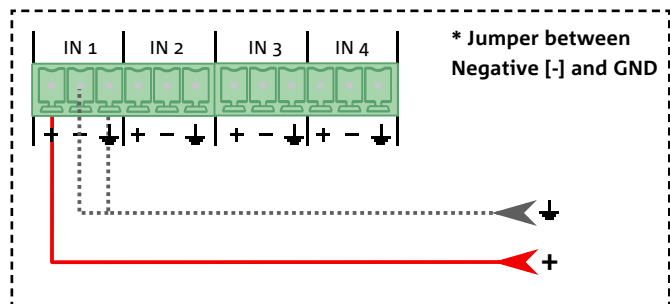 IN 1 IN 2 IN 3 IN 4
* Jumper between
Negative [-] and GND
+ − + − + − + −
+